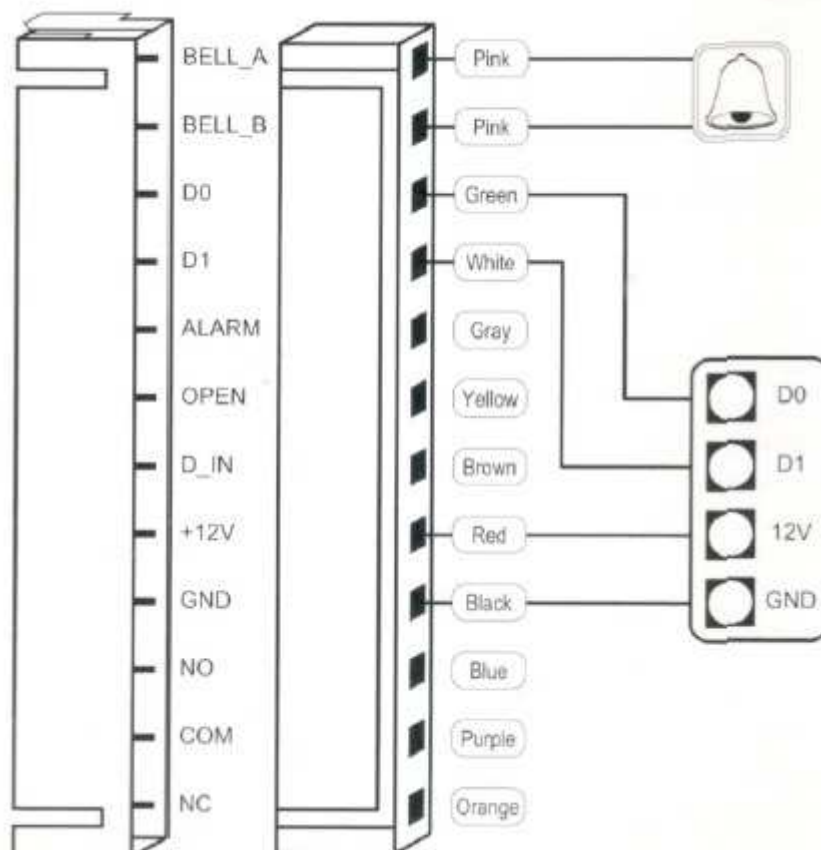 BELL_A Pink
BELL_B Pink
D0 Green
D1 White
ALARM Gray
OPEN Yellow
D0
D_IN Brown
D1
+12V Red
12V
GND Black
GND
NO Blue
COM Purple
NC Orange